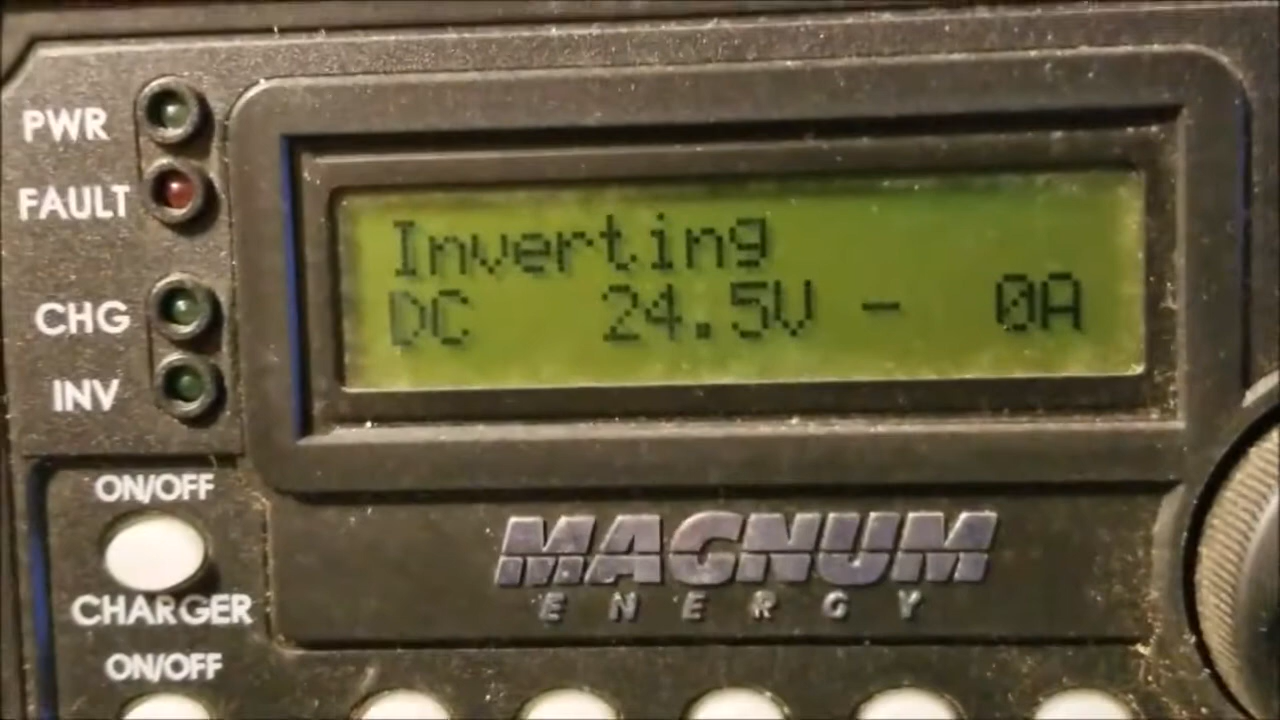 PWR
FAULT
CHG
INV
Inverting
DC 24.5V - 0A
ON/OFF
CHARGER
ON/OFF
MAGNUM
ENERGY